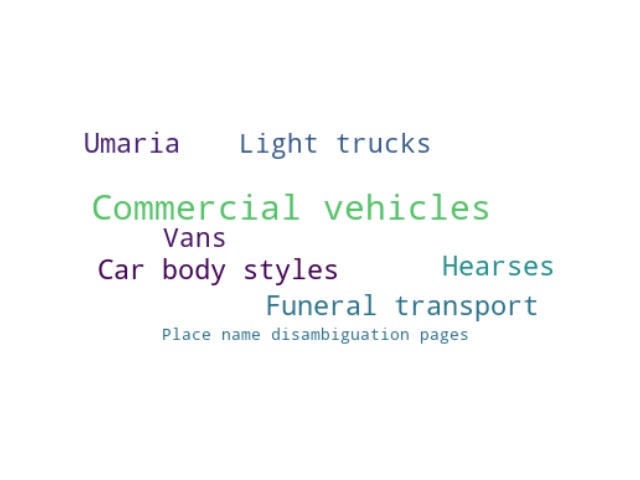 Umaria
Light trucks
Commercial vehicles
Vans
Car body styles
Hearses
Funeral transport
Place name disambiguation pages